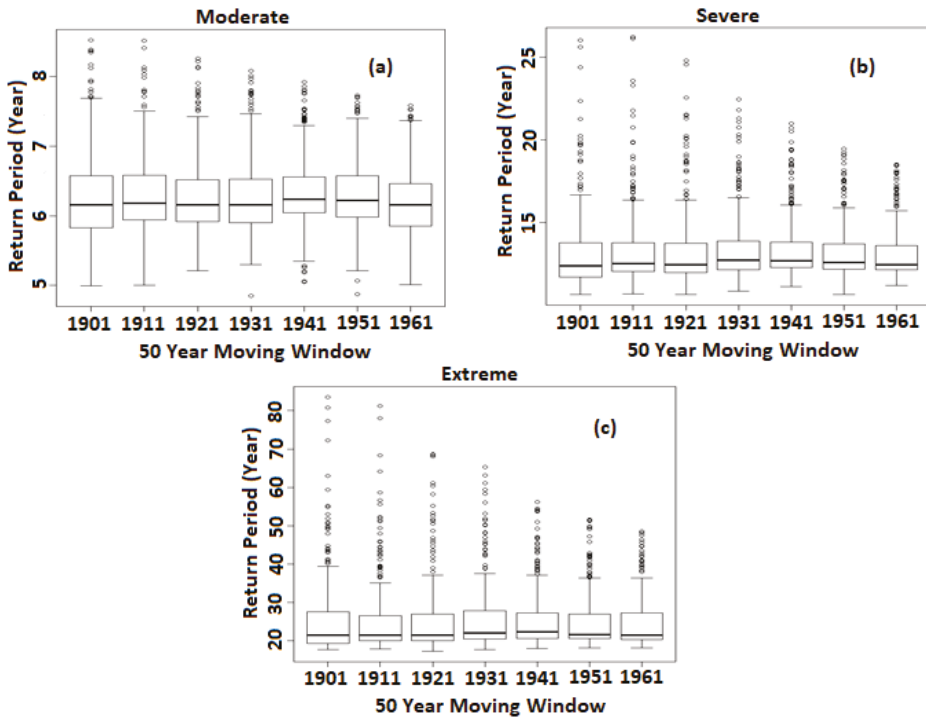 Moderate
(a)
Return Period (Year)
8
7
6
5
1901 1911 1921 1931 1941 1951 1961
50 Year Moving Window
Severe
(b)
Return Period (Year)
25
20
15
1901 1911 1921 1931 1941 1951 1961
50 Year Moving Window
Extreme
(c)
Return Period (Year)
80
70
60
50
40
30
20
1901 1911 1921 1931 1941 1951 1961
50 Year Moving Window